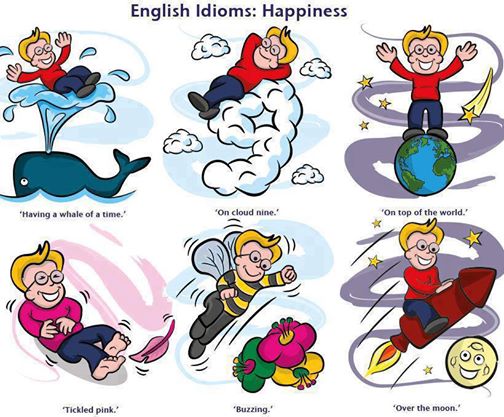 English Idioms: Happiness
'Having a whale of a time.'
'On cloud nine.'
'On top of the world.'
'Tickled pink.'
'Buzzing.'
'Over the moon.'